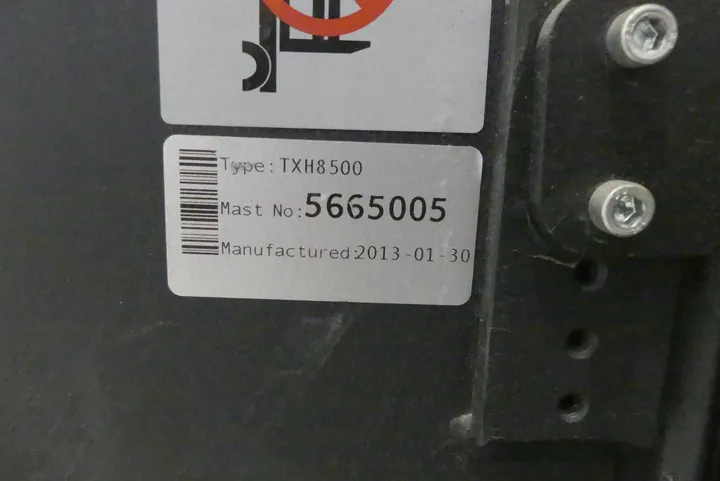 Type: TXH8500
Mast No: 5665005
Manufactured: 2013-01-30